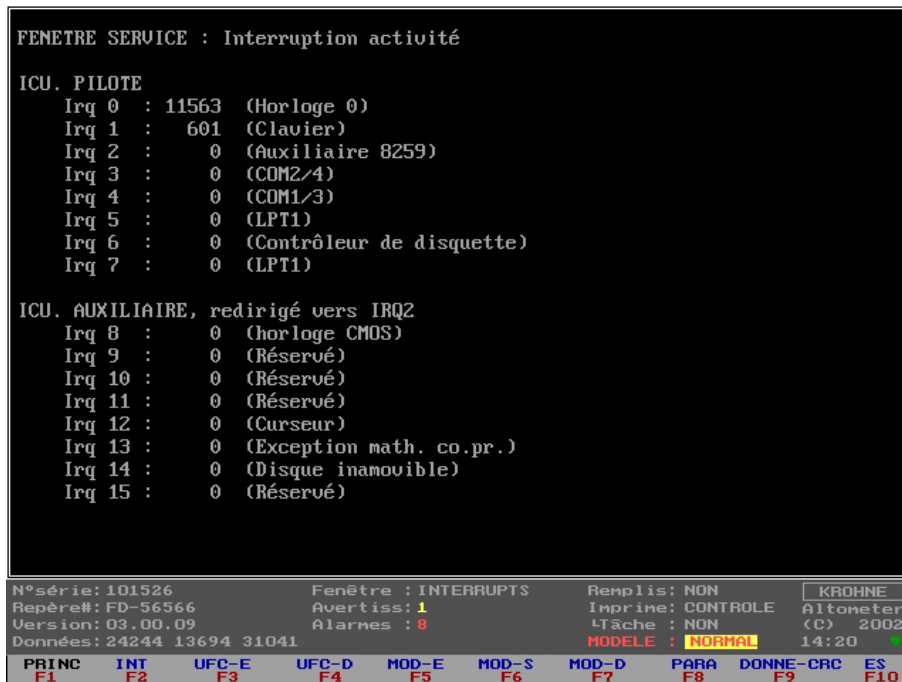 FENETRE SERVICE : Interruption activité
ICU. PILOTE
Irq 0 : 11563 (Horloge 0)
Irq 1 : 601 (Clavier)
Irq 2 : 0 (Auxiliaire 8259)
Irq 3 : 0 (COM2/4)
Irq 4 : 0 (COM1/3)
Irq 5 : 0 (LPT1)
Irq 6 : 0 (Contrôleur de disquette)
Irq 7 : 0 (LPT1)
ICU. AUXILIAIRE, redirigé vers IRQ2
Irq 8 : 0 (horloge CMOS)
Irq 9 : 0 (Réservé)
Irq 10 : 0 (Réservé)
Irq 11 : 0 (Réservé)
Irq 12 : 0 (Curseur)
Irq 13 : 0 (Exception math. co.pr.)
Irq 14 : 0 (Disque inamovible)
Irq 15 : 0 (Réservé)
N°série: 101526 Fenêtre : INTERRUPTS Remplis: NON KROHNE
Repère#: FD-56566 Avertiss: 1 Imprime: CONTROLE Altometer
Version: 03.00.09 Alarmes : 8 └Tâche : NON (C) 2002
Données: 24244 13694 31041 MODELE : NORMAL 14:20 ♥
PRINC INT UFC-E UFC-D MOD-E MOD-S MOD-D PARA DONNE-CRC ES
F1 F2 F3 F4 F5 F6 F7 F8 F9 F10